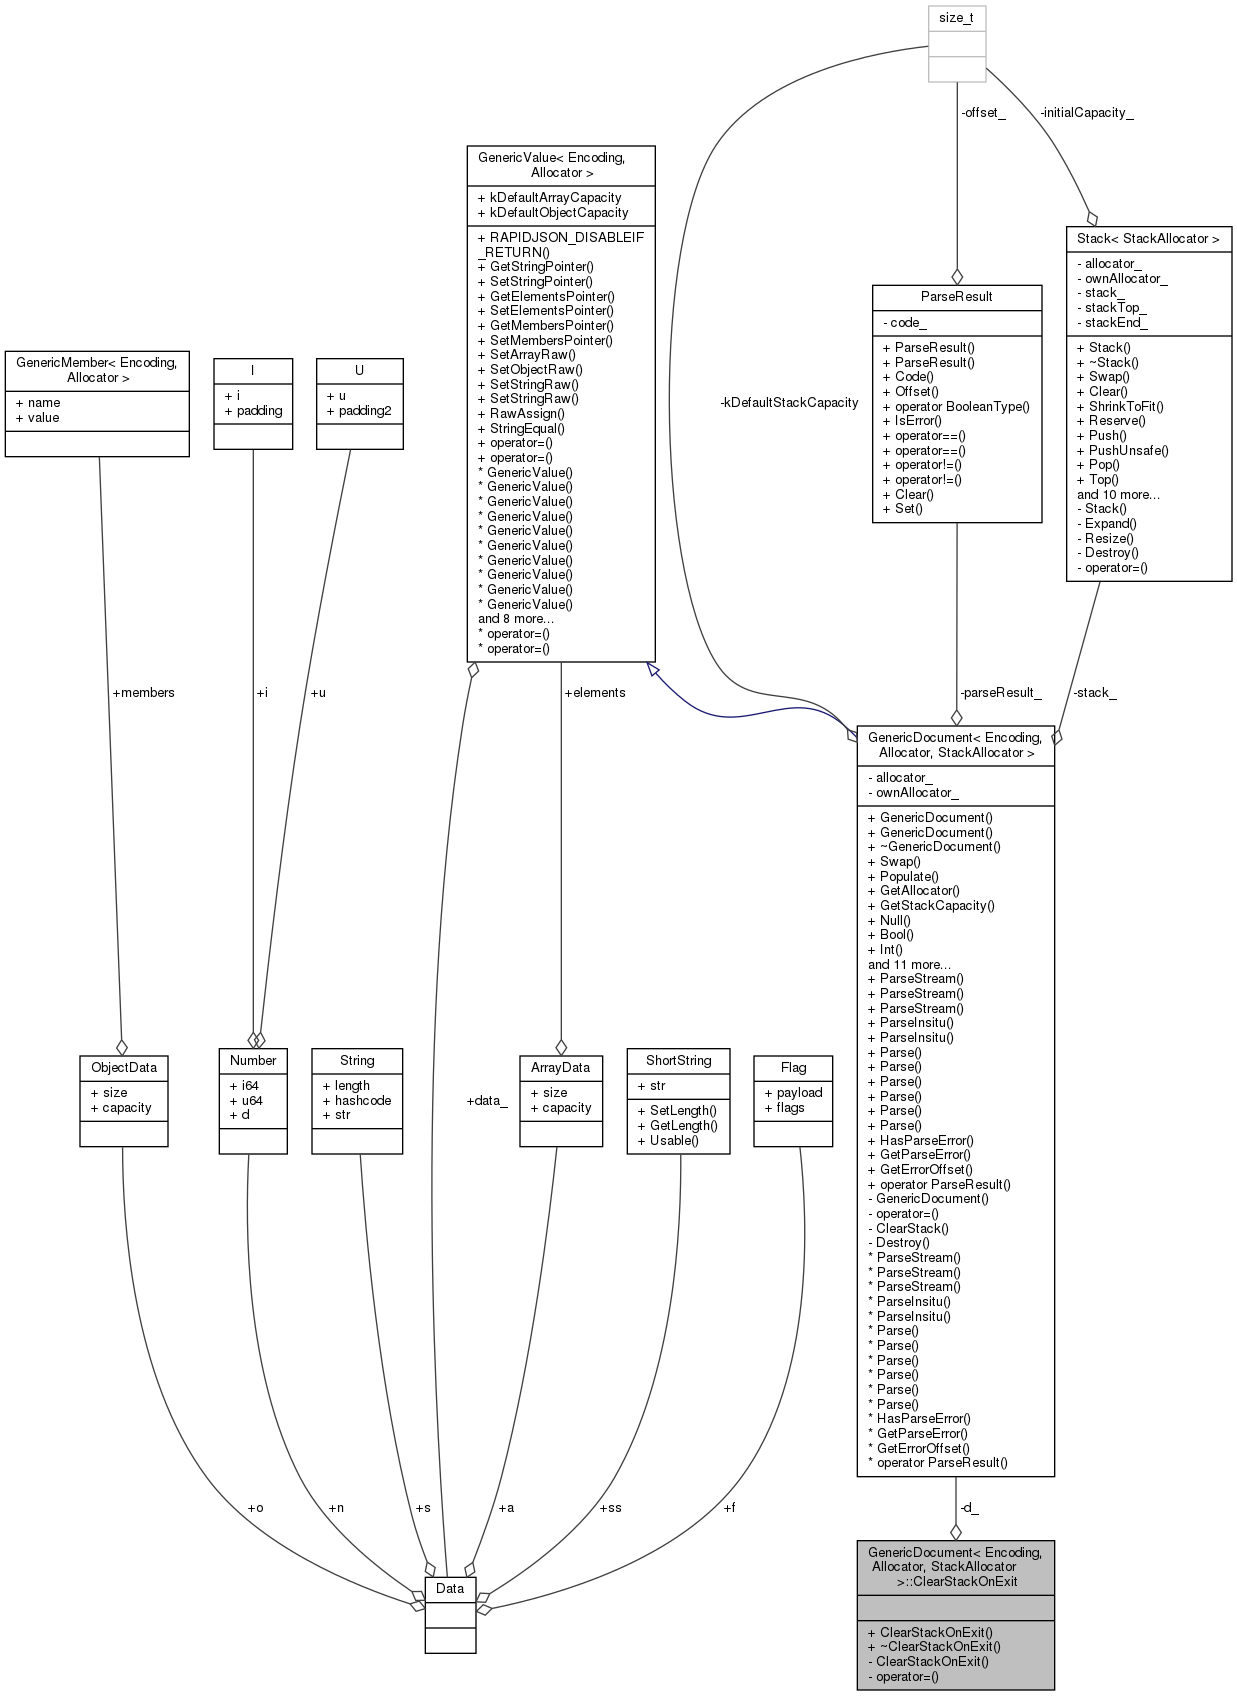 size_t
-offset_
-initialCapacity_
GenericValue< Encoding,
Allocator >
+ kDefaultArrayCapacity
+ kDefaultObjectCapacity
+ RAPIDJSON_DISABLEIF
_RETURN()
+ GetStringPointer()
+ SetStringPointer()
+ GetElementsPointer()
+ SetElementsPointer()
+ GetMembersPointer()
+ SetMembersPointer()
+ SetArrayRaw()
+ SetObjectRaw()
+ SetStringRaw()
+ SetStringRaw()
+ RawAssign()
+ StringEqual()
+ operator=()
+ operator=()
* GenericValue()
* GenericValue()
* GenericValue()
* GenericValue()
* GenericValue()
* GenericValue()
* GenericValue()
* GenericValue()
* GenericValue()
* GenericValue()
and 8 more...
* operator=()
* operator=()
Stack< StackAllocator >
- allocator_
- ownAllocator_
- stack_
- stackTop_
- stackEnd_
+ Stack()
+ ~Stack()
+ Swap()
+ Clear()
+ ShrinkToFit()
+ Reserve()
+ Push()
+ PushUnsafe()
+ Pop()
+ Top()
and 10 more...
- Stack()
- Expand()
- Resize()
- Destroy()
- operator=()
ParseResult
- code_
+ ParseResult()
+ ParseResult()
+ Code()
+ Offset()
+ operator BooleanType()
+ IsError()
+ operator==()
+ operator==()
+ operator!=()
+ operator!=()
+ Clear()
+ Set()
GenericMember< Encoding,
Allocator >
+ name
+ value
I
+ i
+ padding
U
+ u
+ padding2
-kDefaultStackCapacity
+members
+i
+u
+elements
-parseResult_
-stack_
GenericDocument< Encoding,
Allocator, StackAllocator >
- allocator_
- ownAllocator_
+ GenericDocument()
+ GenericDocument()
+ ~GenericDocument()
+ Swap()
+ Populate()
+ GetAllocator()
+ GetStackCapacity()
+ Null()
+ Bool()
+ Int()
and 11 more...
+ ParseStream()
+ ParseStream()
+ ParseStream()
+ ParseInsitu()
+ ParseInsitu()
+ Parse()
+ Parse()
+ Parse()
+ Parse()
+ Parse()
+ Parse()
+ HasParseError()
+ GetParseError()
+ GetErrorOffset()
+ operator ParseResult()
- GenericDocument()
- operator=()
- ClearStack()
- Destroy()
* ParseStream()
* ParseStream()
* ParseStream()
* ParseInsitu()
* ParseInsitu()
* Parse()
* Parse()
* Parse()
* Parse()
* Parse()
* Parse()
* HasParseError()
* GetParseError()
* GetErrorOffset()
* operator ParseResult()
ObjectData
+ size
+ capacity
Number
+ i64
+ u64
+ d
String
+ length
+ hashcode
+ str
+data_
ArrayData
+ size
+ capacity
ShortString
+ str
+ SetLength()
+ GetLength()
+ Usable()
Flag
+ payload
+ flags
+o
+n
+s
+a
+ss
+f
-d_
Data
GenericDocument< Encoding,
Allocator, StackAllocator
>::ClearStackOnExit
+ ClearStackOnExit()
+ ~ClearStackOnExit()
- ClearStackOnExit()
- operator=()